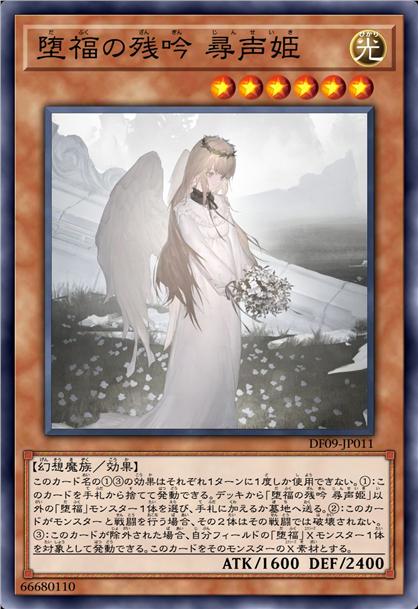 堕福の残吟 尋声姫
光
DF09-JP011
【幻想魔族／効果】
このカード名の①③の効果はそれぞれ1ターンに1度しか使用できない。①：こ
のカードを手札から捨てて発動できる。デッキから「堕福の残吟 尋声姫」以
外の「堕福」モンスター1体を選び、手札に加えるか墓地へ送る。②：このカー
ドがモンスターと戦闘を行う場合、その2体はその戦闘では破壊されない。
③：このカードが除外された場合、自分フィールドの「堕福」Xモンスター1体
を対象として発動できる。このカードをそのモンスターのX素材とする。
ATK/1600 DEF/2400
66680110